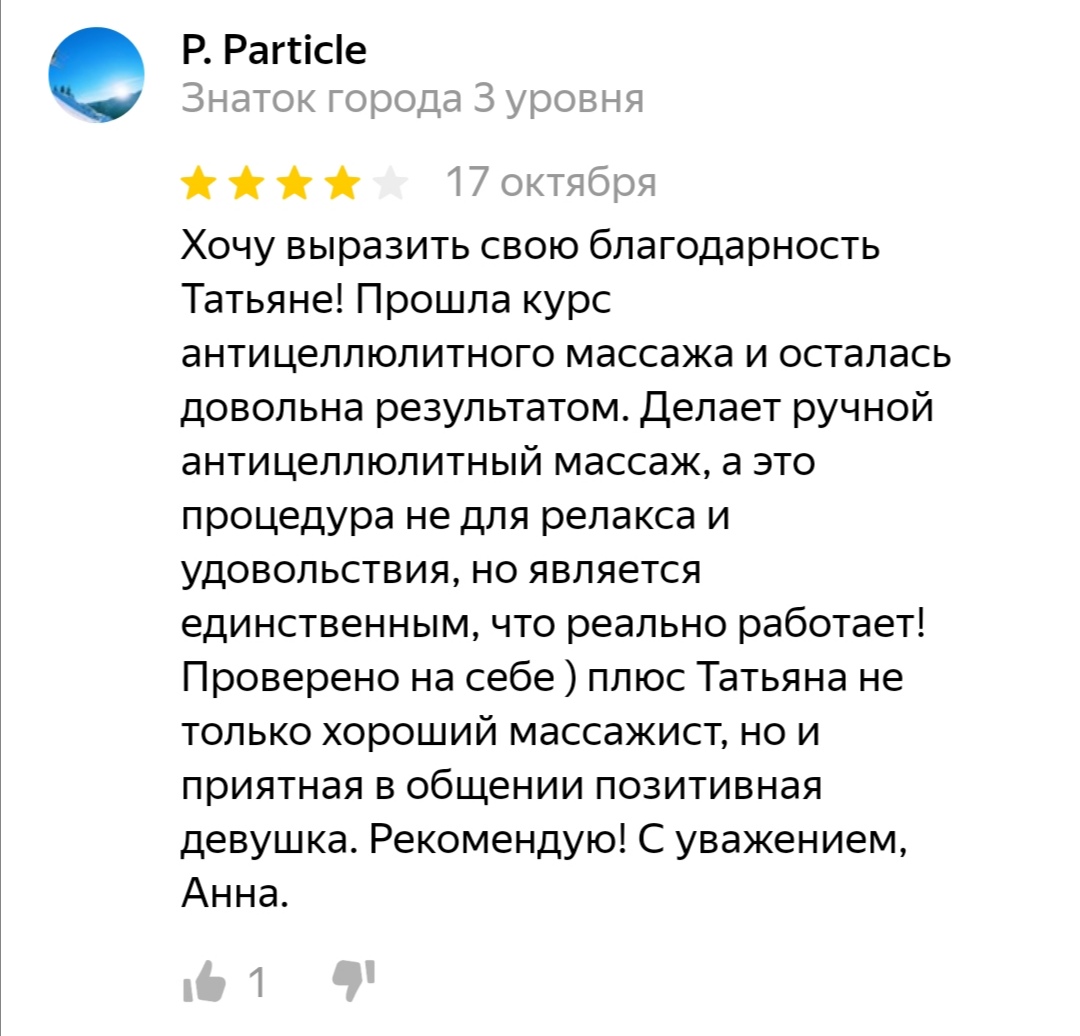 P. Particle
Знаток города 3 уровня
17 октября
Хочу выразить свою благодарность
Татьяне! Прошла курс
антицеллюлитного массажа и осталась
довольна результатом. Делает ручной
антицеллюлитный массаж, а это
процедура не для релакса и
удовольствия, но является
единственным, что реально работает!
Проверено на себе ) плюс Татьяна не
только хороший массажист, но и
приятная в общении позитивная
девушка. Рекомендую! С уважением,
Анна.
1